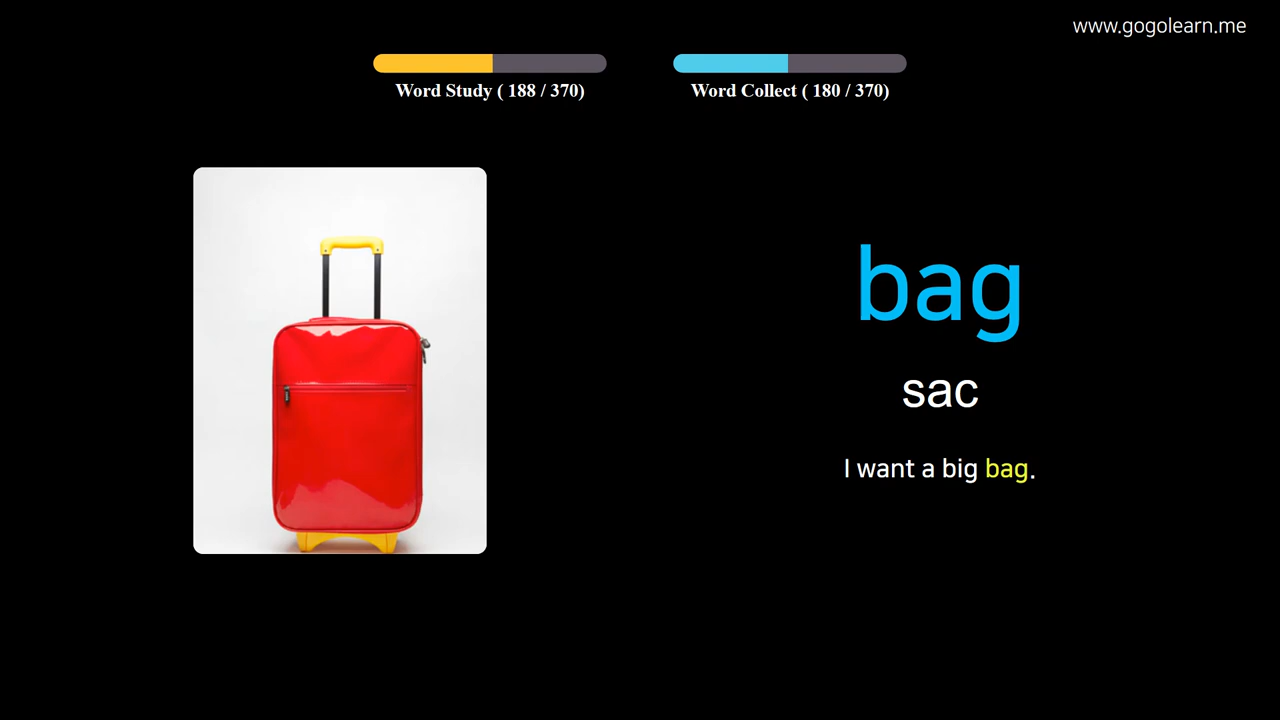 www.gogolearn.me
Word Study ( 188 / 370)
Word Collect ( 180 / 370)
bag
sac
I want a big bag.